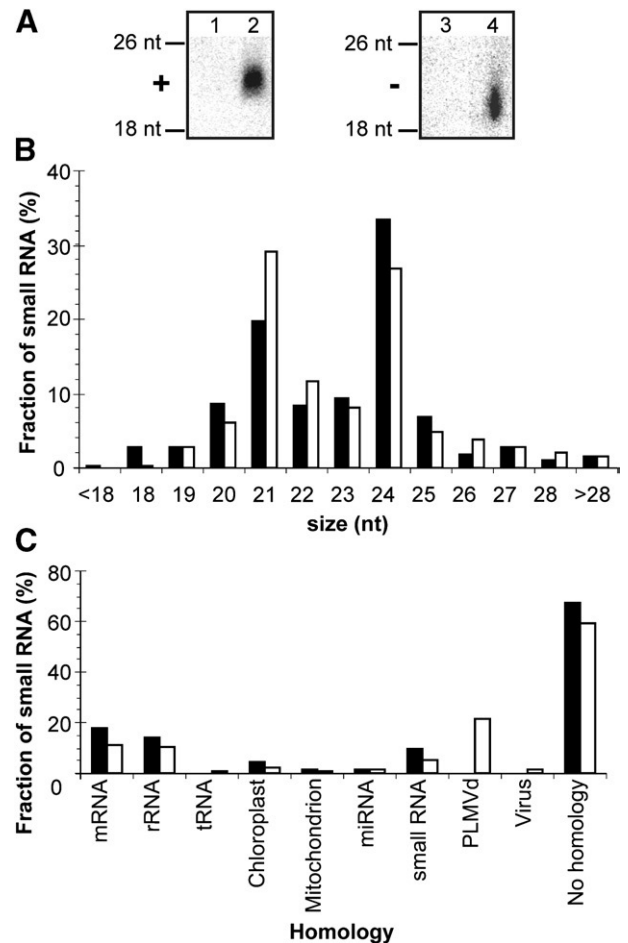 A
1 2
3 4
26 nt
26 nt
+
-
18 nt
18 nt
B
Fraction of small RNA (%)
40
30
20
10
0
<18 18 19 20 21 22 23 24 25 26 27 28 >28
size (nt)
C
Fraction of small RNA (%)
80
60
40
20
0
mRNA
rRNA
tRNA
Chloroplast
Mitochondrion
miRNA
small RNA
PLMVd
Virus
No homology
Homology